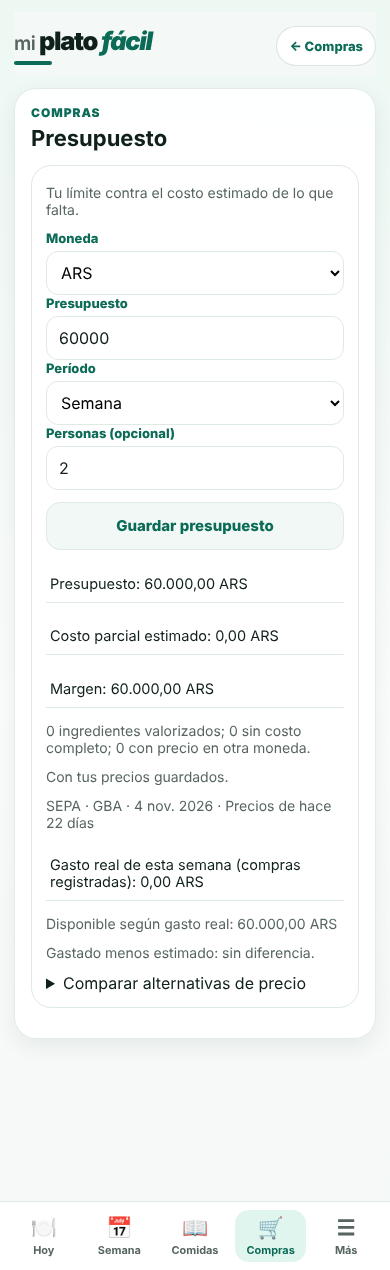 mi plato fácil
← Compras
COMPRAS
Presupuesto
Tu límite contra el costo estimado de lo que
falta.
Moneda
ARS
Presupuesto
60000
Período
Semana
Personas (opcional)
2
Guardar presupuesto
Presupuesto: 60.000,00 ARS
Costo parcial estimado: 0,00 ARS
Margen: 60.000,00 ARS
0 ingredientes valorizados; 0 sin costo
completo; 0 con precio en otra moneda.
Con tus precios guardados.
SEPA · GBA · 4 nov. 2026 · Precios de hace
22 días
Gasto real de esta semana (compras
registradas): 0,00 ARS
Disponible según gasto real: 60.000,00 ARS
Gastado menos estimado: sin diferencia.
Comparar alternativas de precio
Hoy
Semana
Comidas
Compras
Más